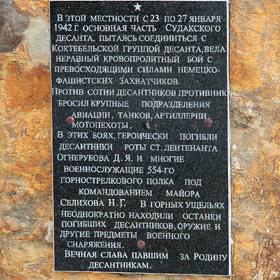 В ЭТОЙ МЕСТНОСТИ С 23 ПО 27 ЯНВАРЯ
1942 Г. ОСНОВНАЯ ЧАСТЬ СУДАКСКОГО
ДЕСАНТА, ПЫТАЯСЬ СОЕДИНИТЬСЯ С
КОКТЕБЕЛЬСКОЙ ГРУППОЙ ДЕСАНТА, ВЕЛА
НЕРАВНЫЙ КРОВОПРОЛИТНЫЙ БОЙ С
ПРЕВОСХОДЯЩИМИ СИЛАМИ НЕМЕЦКО-
ФАШИСТСКИХ ЗАХВАТЧИКОВ.
ПРОТИВ СОТНИ ДЕСАНТНИКОВ ПРОТИВНИК
БРОСИЛ КРУПНЫЕ ПОДРАЗДЕЛЕНИЯ
АВИАЦИИ, ТАНКОВ, АРТИЛЛЕРИИ,
МОТОПЕХОТЫ.
В ЭТИХ БОЯХ, ГЕРОИЧЕСКИ ПОГИБЛИ
ДЕСАНТНИКИ РОТЫ СТ. ЛЕЙТЕНАНТА
ОГНЕРУБОВА Д.Я И МНОГИЕ
ВОЕННОСЛУЖАЩИЕ 554-ГО
ГОРНОСТРЕЛКОВОГО ПОЛКА ПОД
КОМАНДОВАНИЕМ МАЙОРА
СЕЛИХОВА Н.Г. В ГОРНЫХ УЩЕЛЬЯХ
НЕОДНОКРАТНО НАХОДИЛИ ОСТАНКИ
ПОГИБШИХ ДЕСАНТНИКОВ, ОРУЖИЕ И
ДРУГИЕ ПРЕДМЕТЫ ВОЕННОГО
СНАРЯЖЕНИЯ.
ВЕЧНАЯ СЛАВА ПАВШИМ ЗА РОДИНУ
ДЕСАНТНИКАМ.